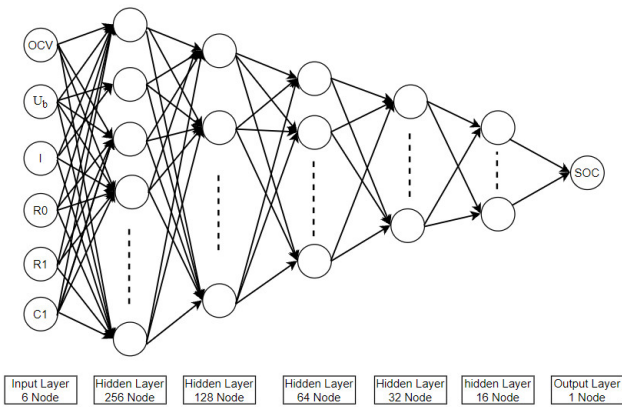 OCV
U_b
I
R0
R1
C1
SOC
Input Layer
6 Node
Hidden Layer
256 Node
Hidden Layer
128 Node
Hidden Layer
64 Node
Hidden Layer
32 Node
hidden Layer
16 Node
Output Layer
1 Node